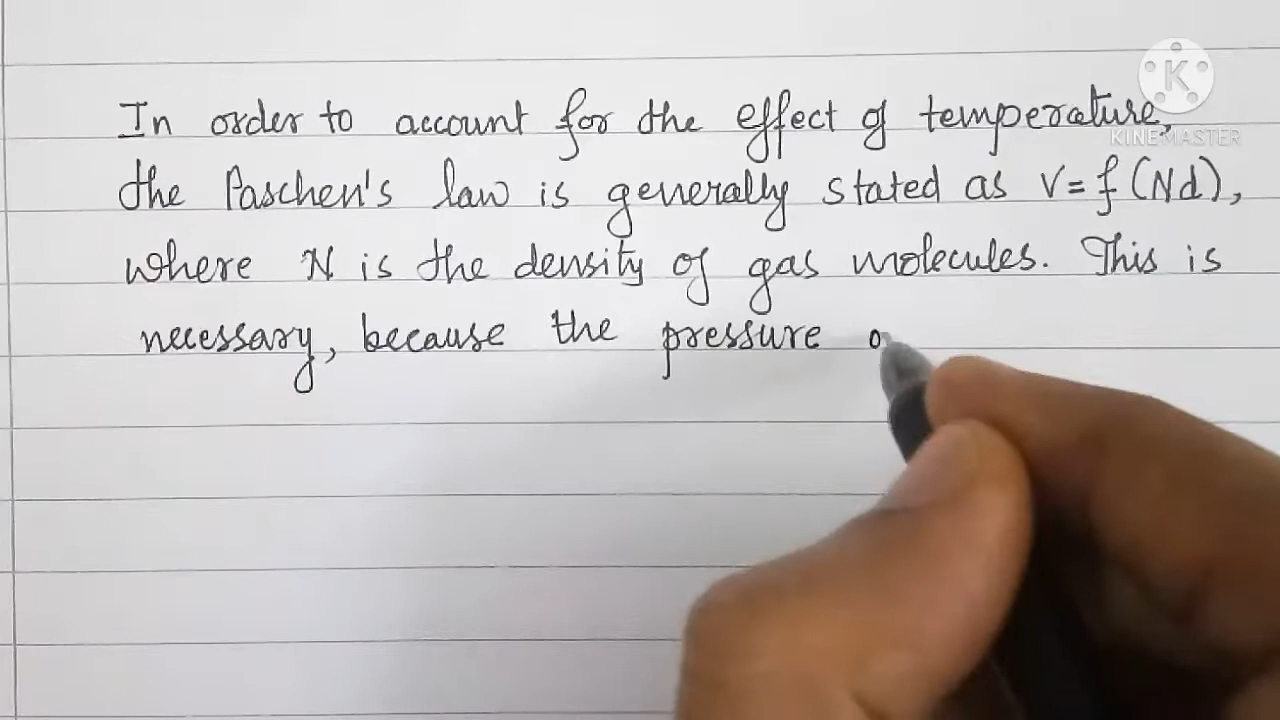 In order to account for the effect of temperature,
the Paschen's law is generally stated as V = f (Nd),
where N is the density of gas molecules. This is
necessary, because the pressure o
K
KINEMASTER